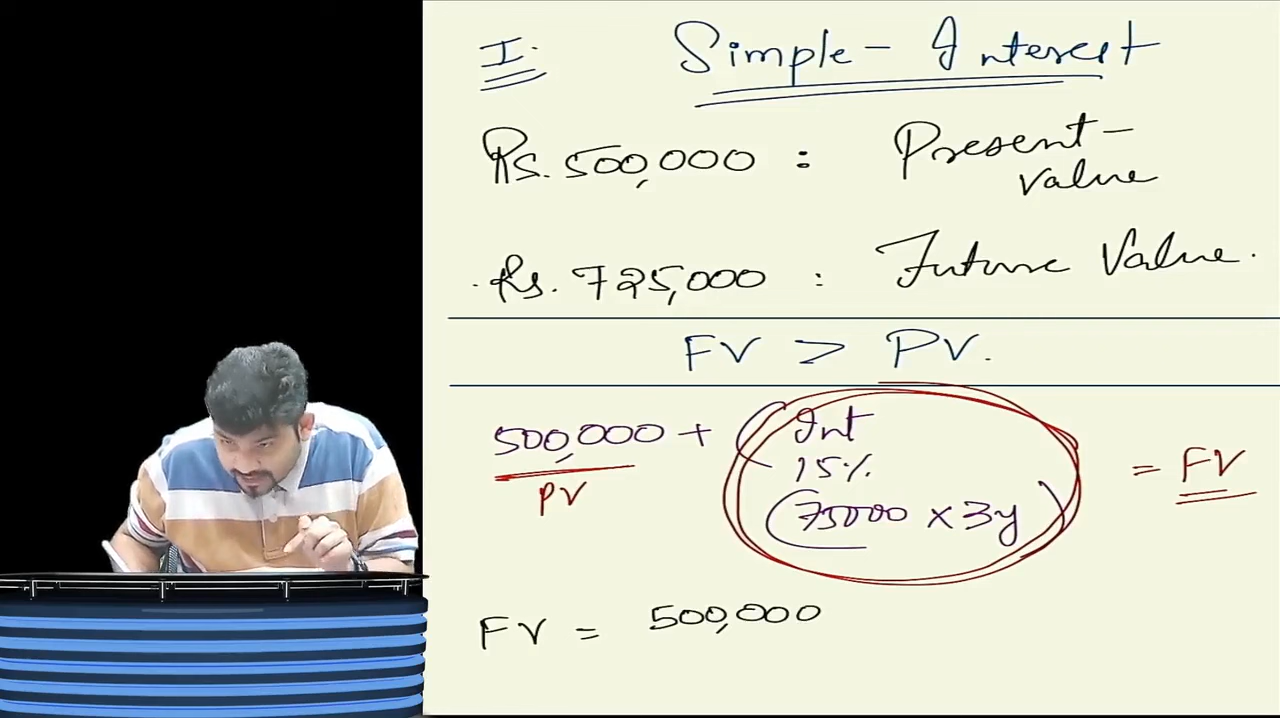 I. Simple-Interest
Rs. 500,000 : Present-
value
Rs. 725,000 : Future Value.
FV > PV.
500,000 + ( Int
15%
(75000 x 3y) = FV
PV
FV = 500,000